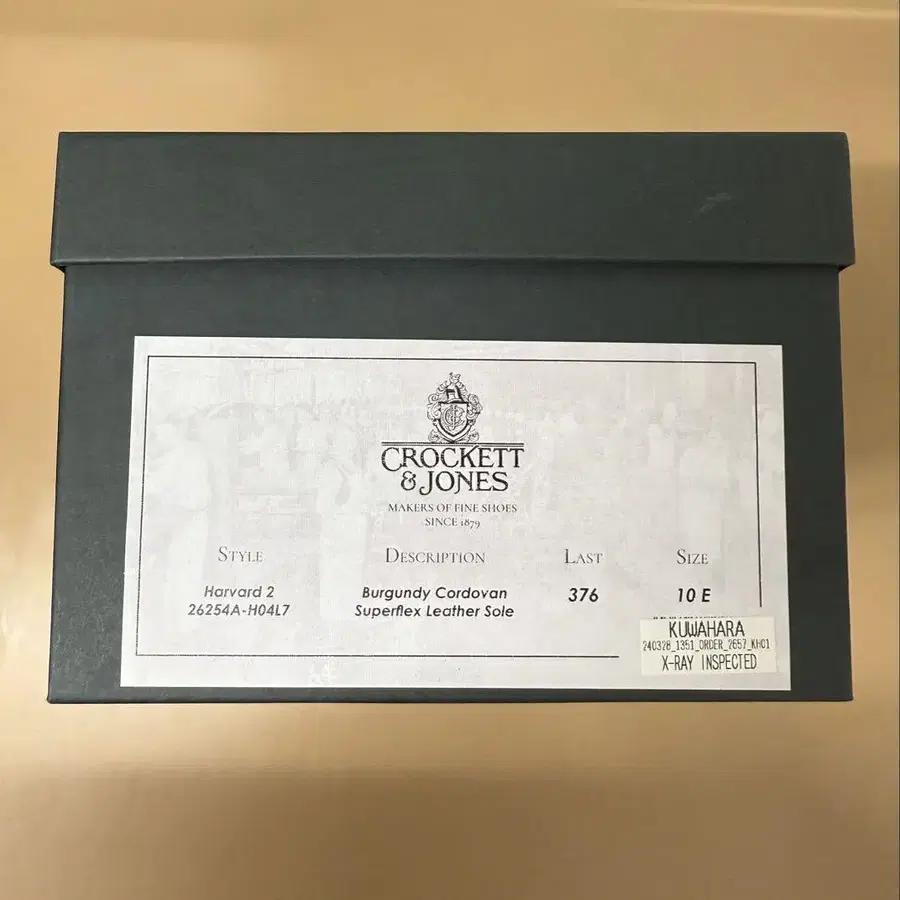 CROCKETT
& JONES
MAKERS OF FINE SHOES
SINCE 1879
STYLE DESCRIPTION LAST SIZE
Harvard 2 Burgundy Cordovan 376 10 E
26254A-H04L7 Superflex Leather Sole
KUWAHARA
240328_1351_ORDER_2657_KH01
X-RAY INSPECTED